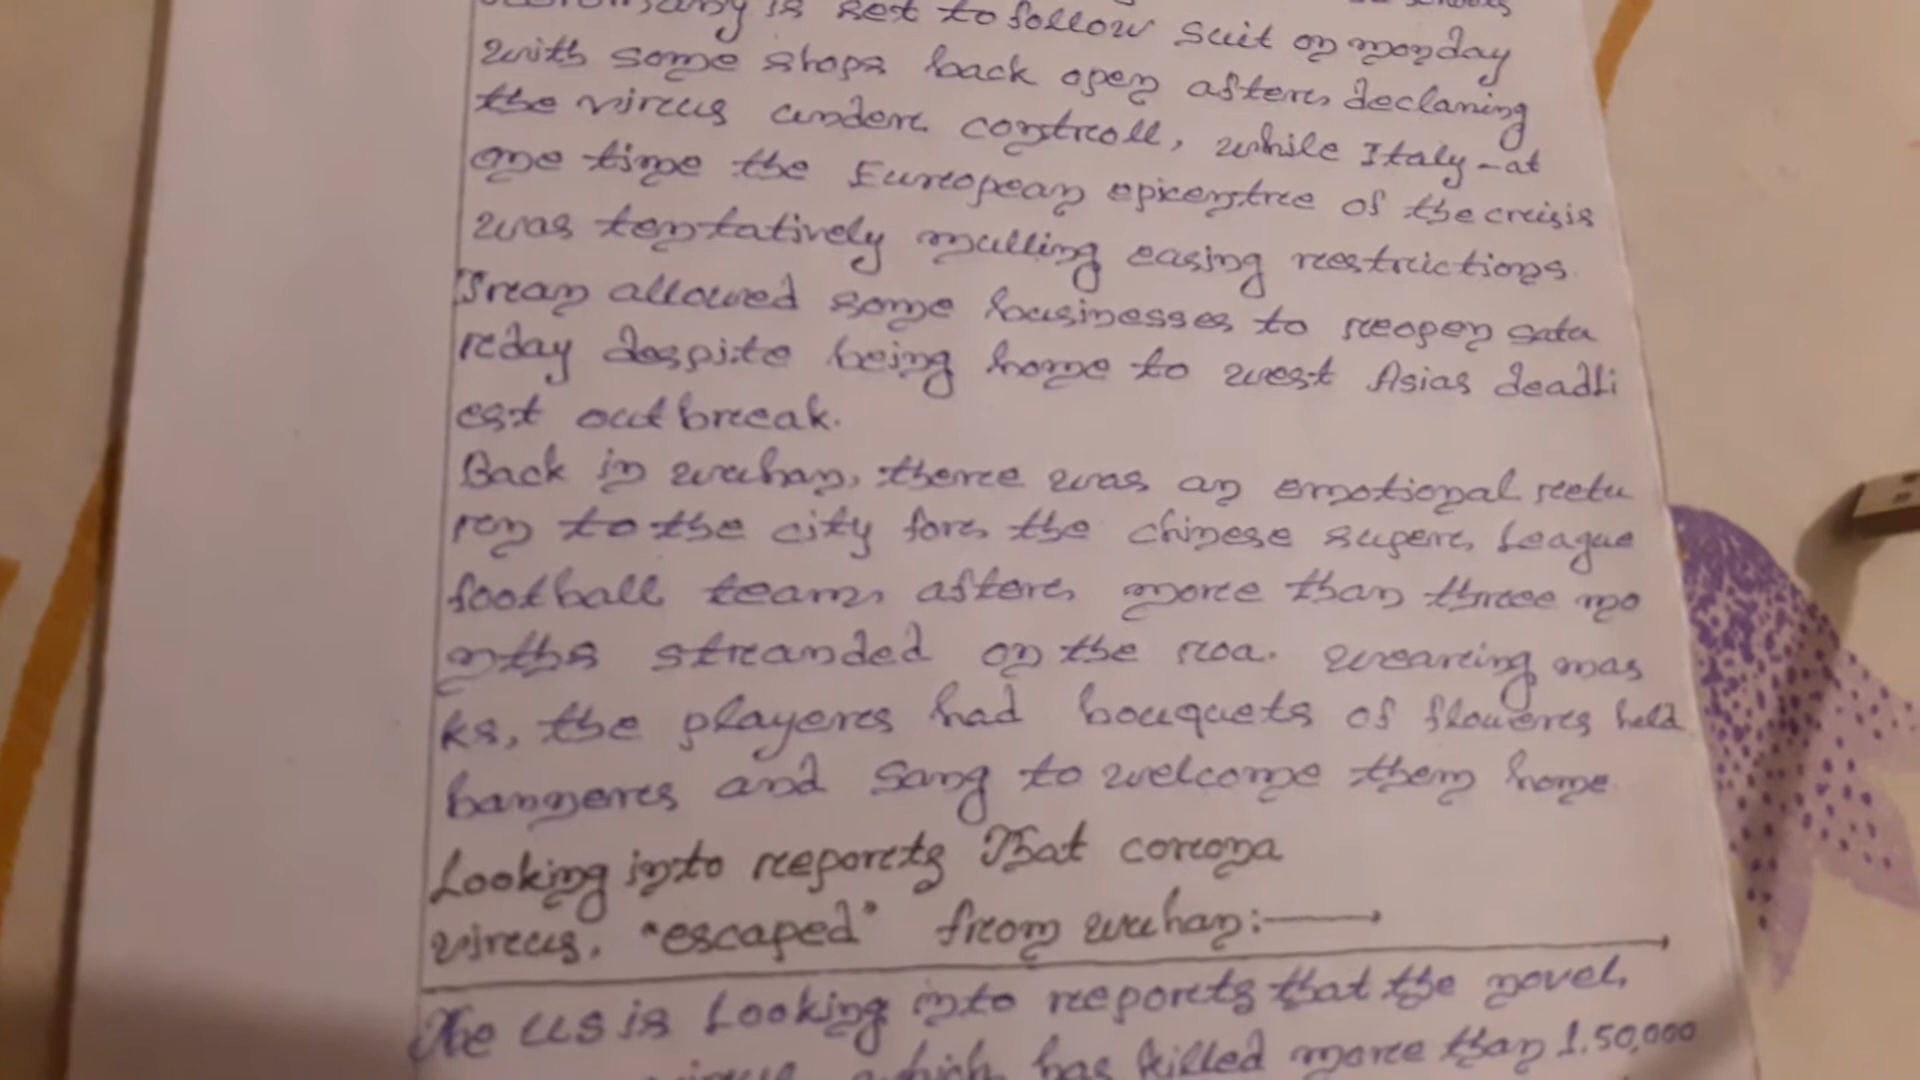 is set to follow suit on monday
with some shops back open after declaring
the virus under controll, while Italy - at
one time the European epicentre of the crisis
was tentatively mulling easing restrictions
Iran allowed some businesses to reopen satu
rday despite being home to west Asias deadli
est outbreak.
Back in wuhan, there was an emotional retu
rn to the city for the chinese super League
football team, after more than three mo
nths stranded on the roa. wearing mas
ks, the players had bouquets of flowers held
banners and sang to welcome them home
Looking into reports That corona
virus, "escaped" from wuhan:
The US is Looking into reports that the novel,
which has killed more than 1.50,000